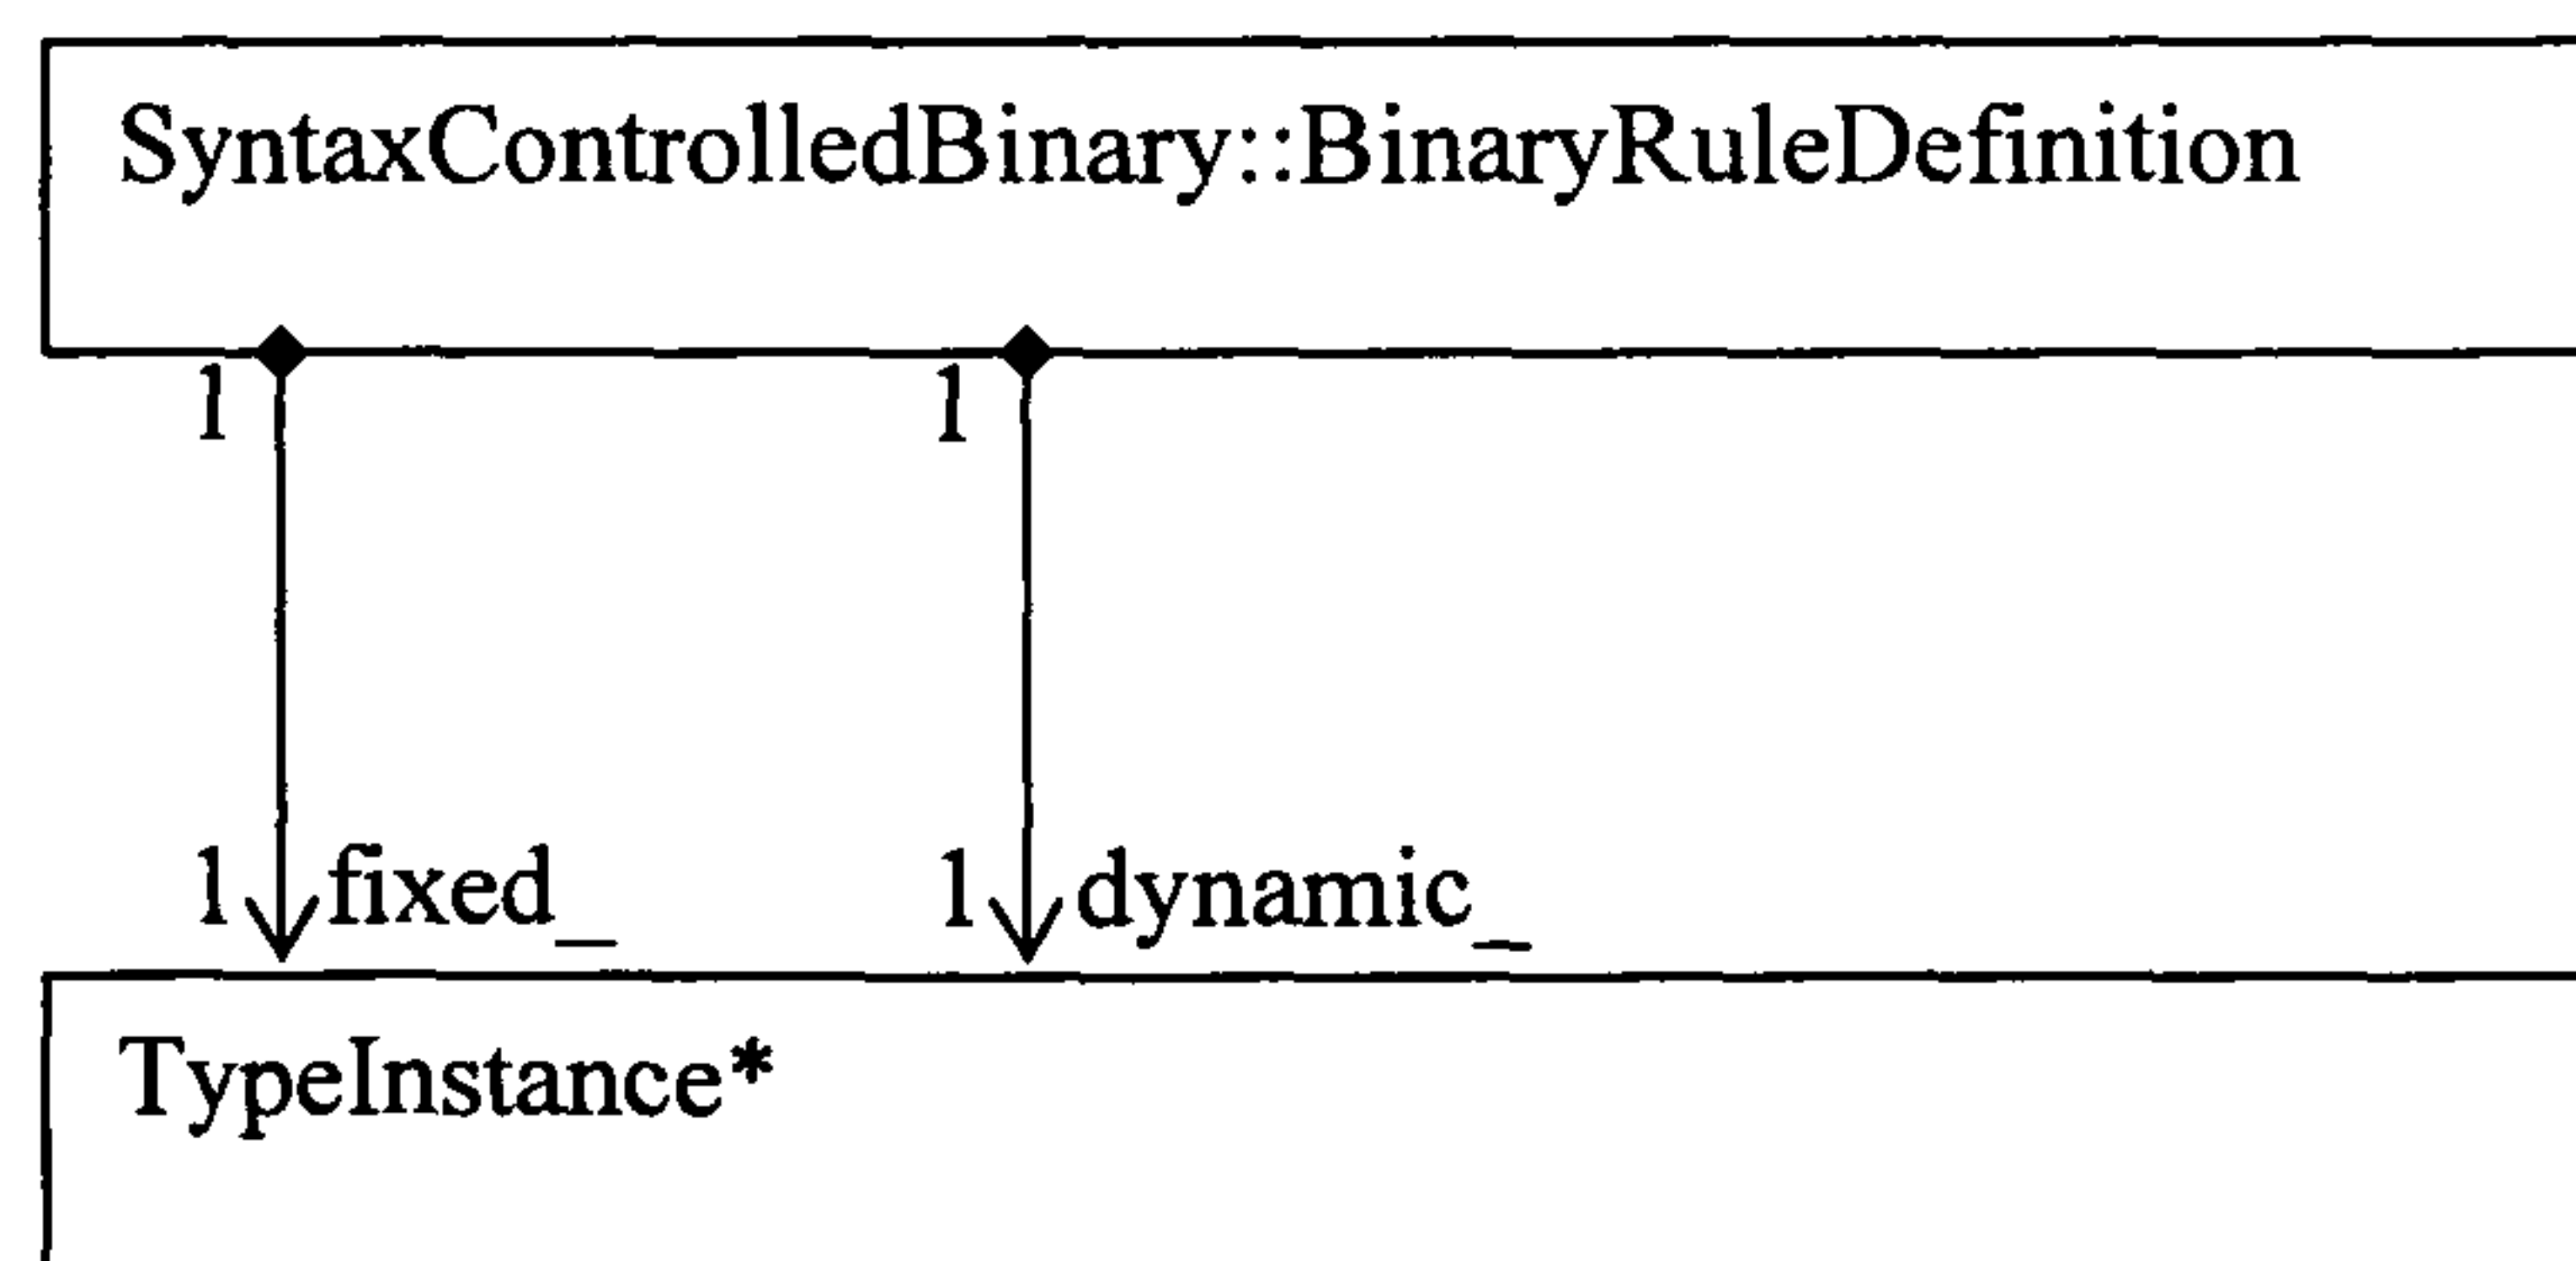 SyntaxControlledBinary::BinaryRuleDefinition
1 1
1 fixed_ 1 dynamic_
TypeInstance*